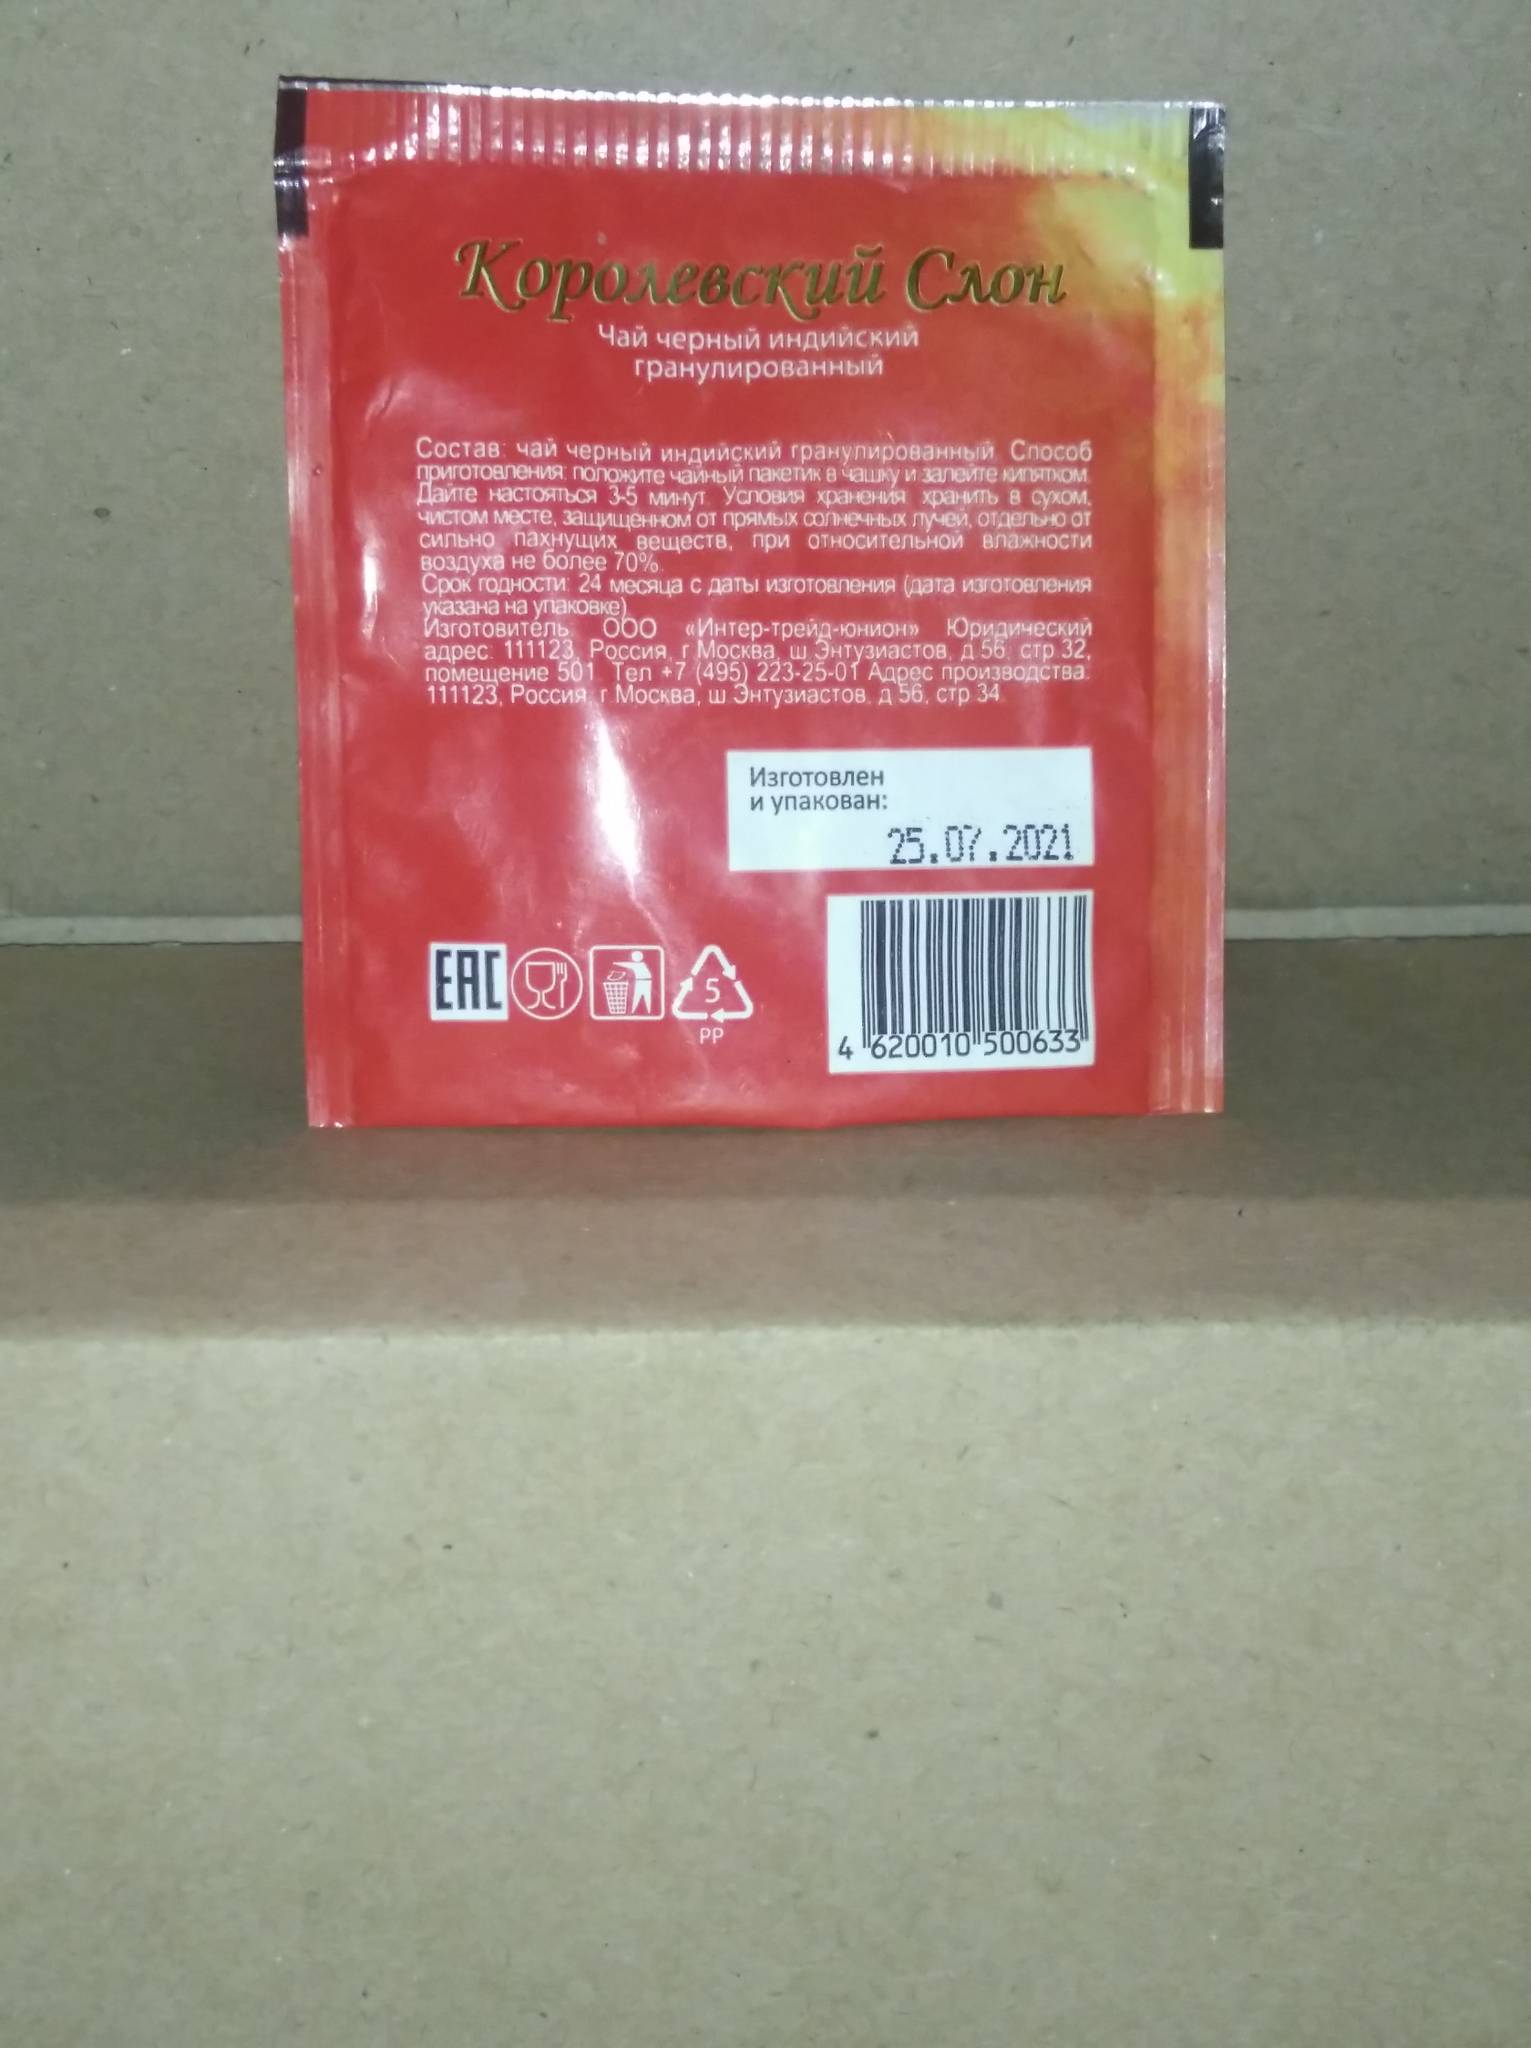 Королевский Слон
Чай черный индийский
гранулированный
Состав: чай черный индийский гранулированный. Способ
приготовления: положите чайный пакетик в чашку и залейте кипятком.
Дайте настояться 3-5 минут. Условия хранения: хранить в сухом,
чистом месте, защищенном от прямых солнечных лучей, отдельно от
сильно пахнущих веществ, при относительной влажности
воздуха не более 70%.
Срок годности: 24 месяца с даты изготовления (дата изготовления
указана на упаковке).
Изготовитель: ООО «Интер-трейд-юнион» Юридический
адрес: 111123, Россия, г Москва, ш Энтузиастов, д 56, стр 32,
помещение 501. Тел +7 (495) 223-25-01 Адрес производства:
111123, Россия, г Москва, ш Энтузиастов, д 56, стр 34.
Изготовлен
и упакован:
25.07.2021
EAC
5
PP
4 620010 500633